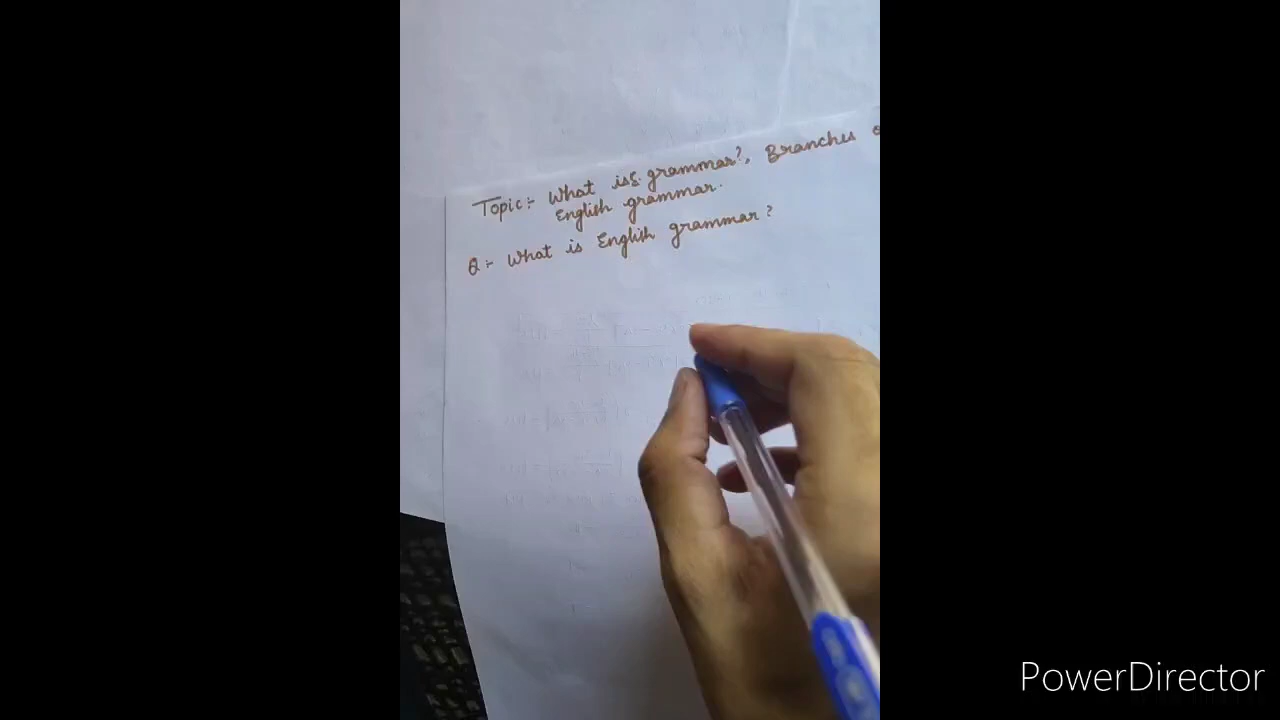 Topic:- What is E. grammar?, Branches o
English grammar.
Q:- What is English grammar?
PowerDirector